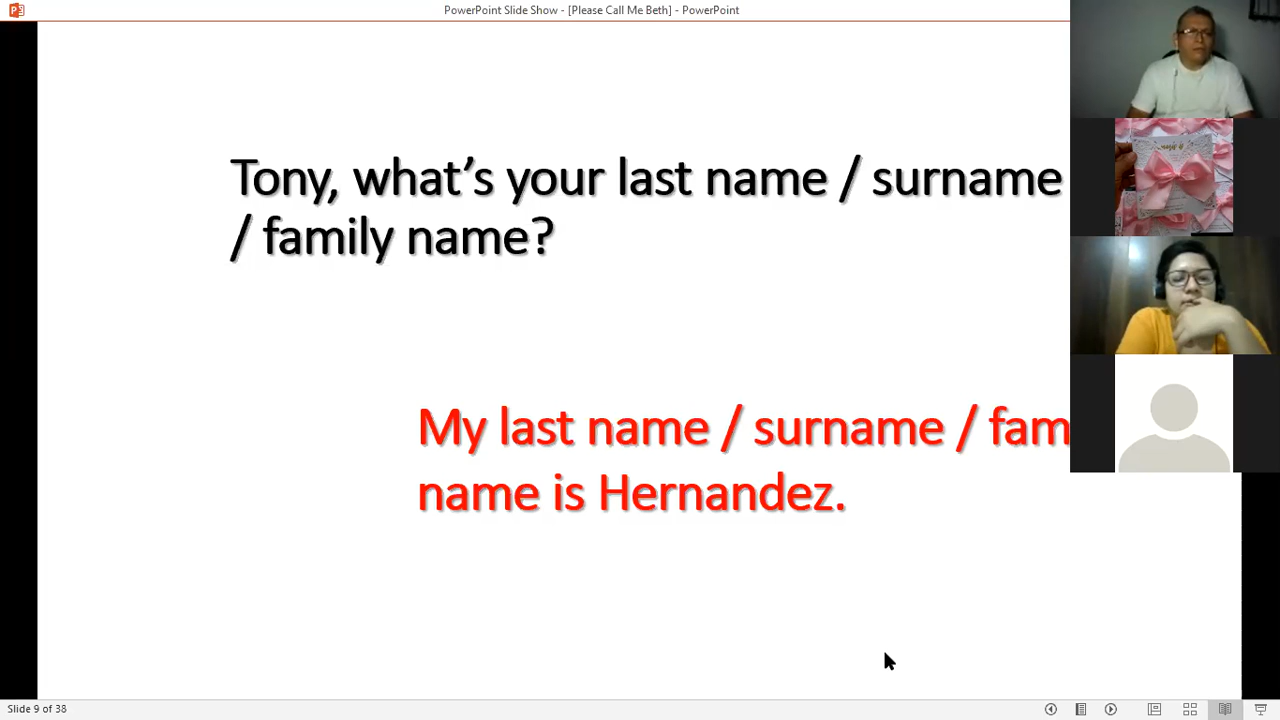 PowerPoint Slide Show - [Please Call Me Beth] - PowerPoint
Tony, what's your last name / surname
/ family name?
My last name / surname / fam
name is Hernandez.
Slide 9 of 38